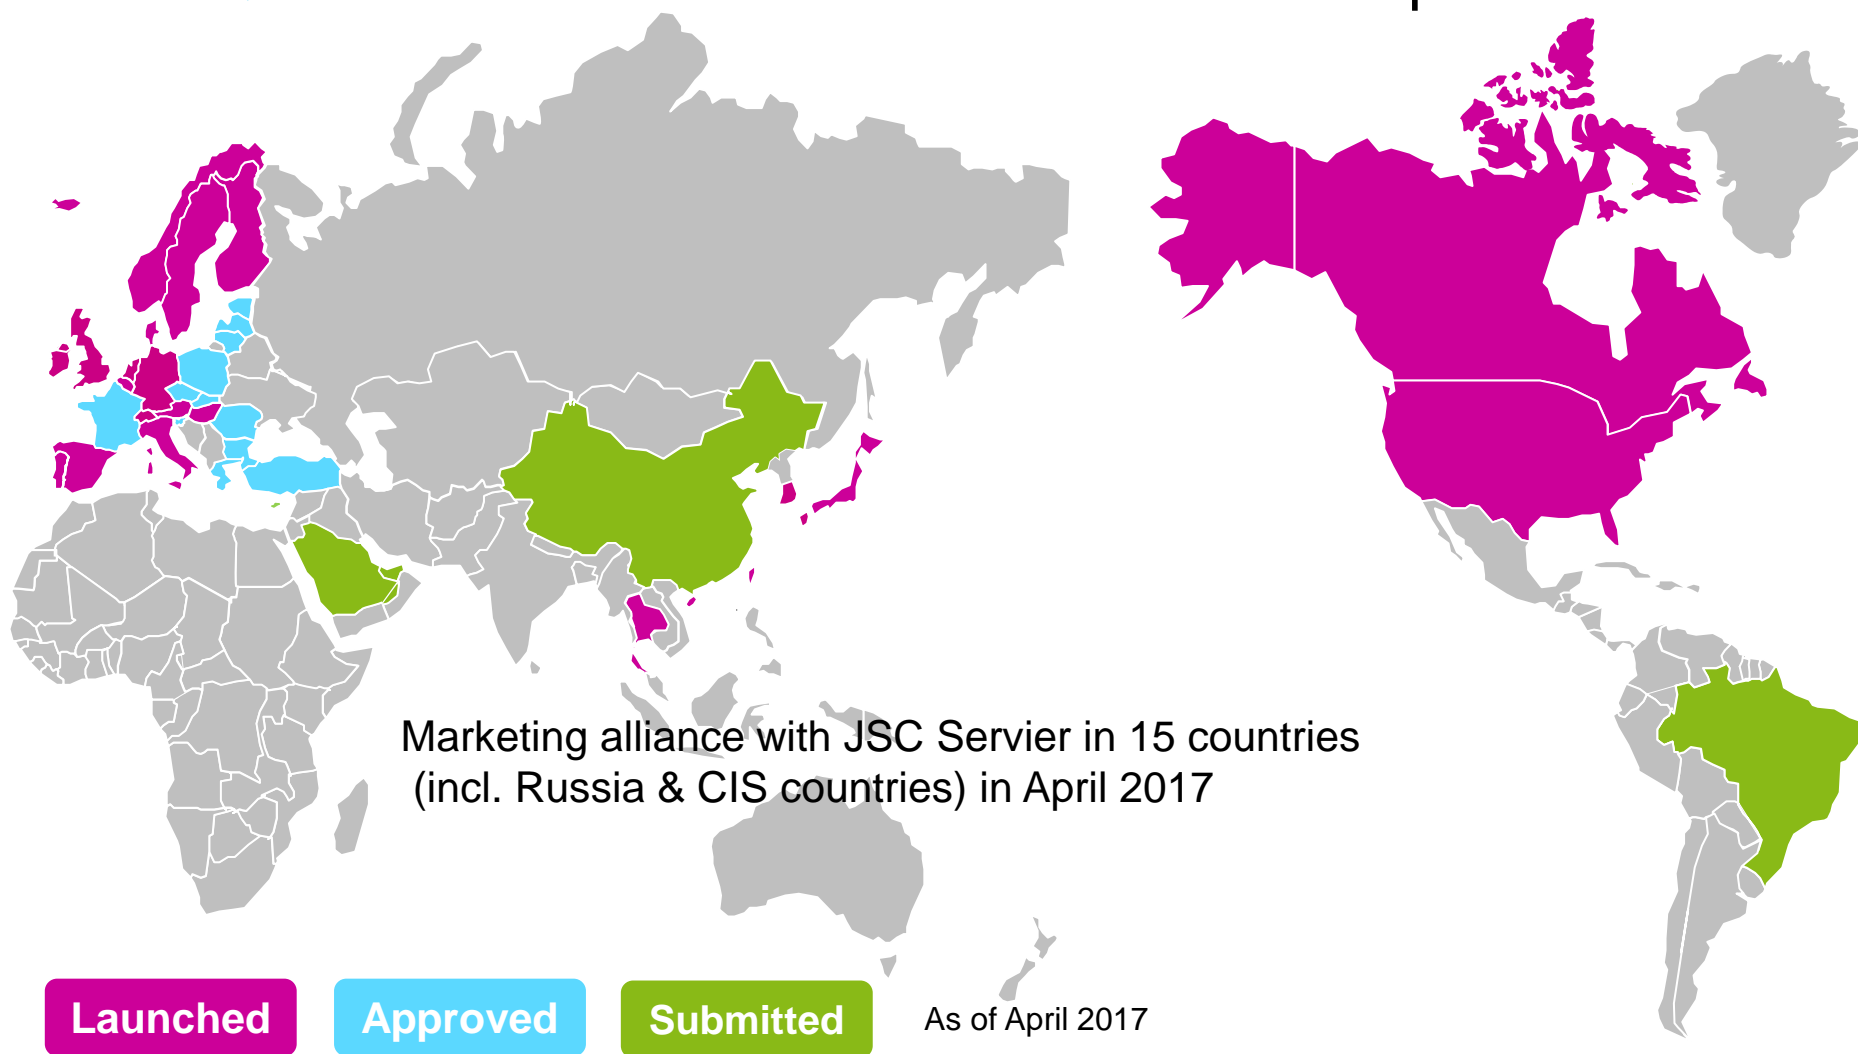 Marketing alliance with JSC Servier in 15 countries
(incl. Russia & CIS countries) in April 2017
Launched
Approved
Submitted
As of April 2017